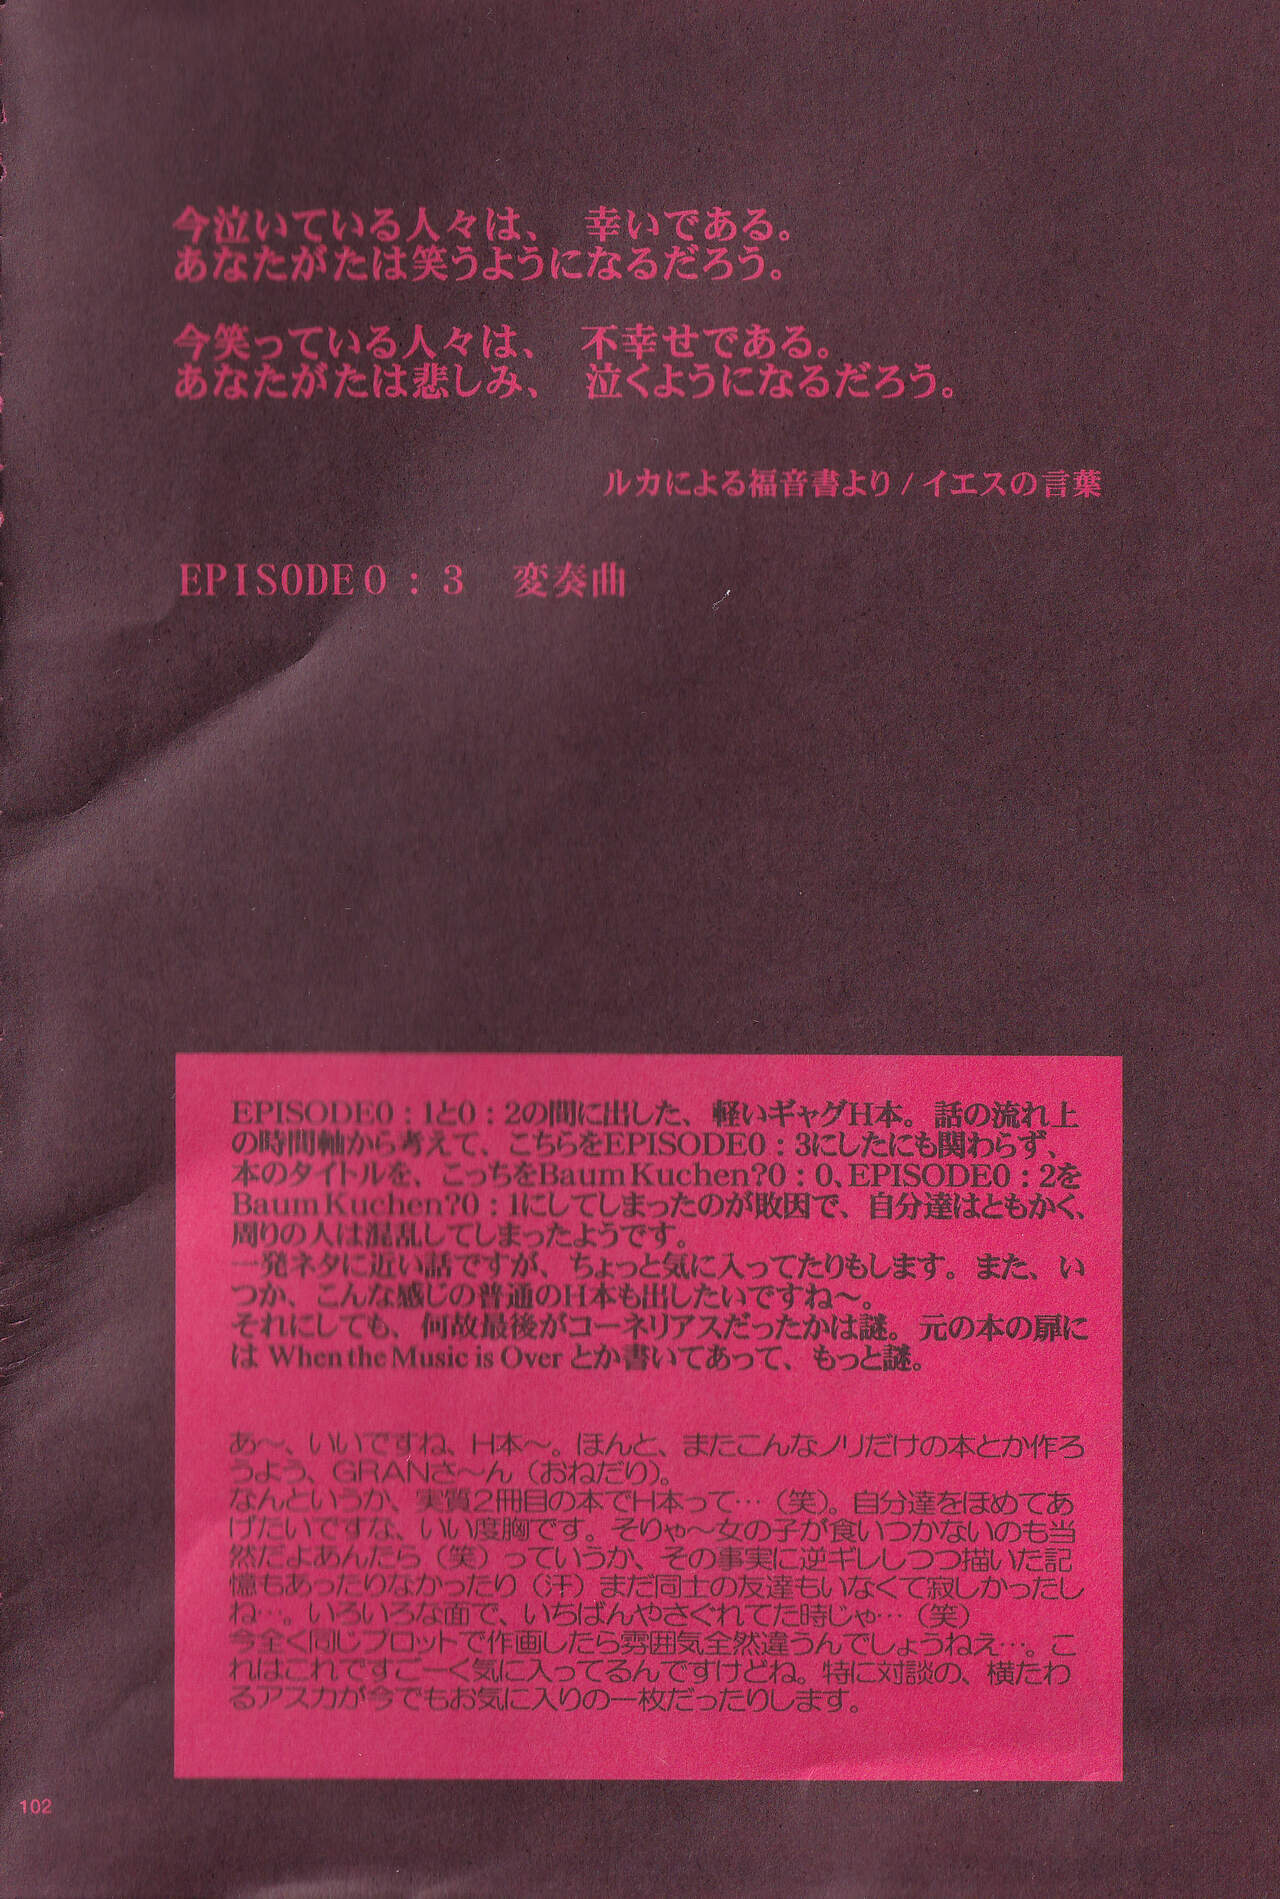 今泣いている人々は、 幸いである。
あなたがたは笑うようになるだろう。
今笑っている人々は、 不幸せである。
あなたがたは悲しみ、 泣くようになるだろう。
ルカによる福音書より/イエスの言葉
EPISODE0:3 変奏曲
EPISODE0:1と0:2の間に出した、軽いギャグH本。話の流れ上
の時間軸から考えて、こちらをEPISODE0:3にしたにも関わらず、
本のタイトルを、こっちをBaum Kuchen?0:0、EPISODE0:2を
Baum Kuchen?0:1にしてしまったのが敗因で、自分達はともかく、
周りの人は混乱してしまったようです。
一発ネタに近い話ですが、ちょっと気に入ってたりもします。また、い
つか、こんな感じの普通のH本も出したいですね〜。
それにしても、何故最後がコーネリアスだったかは謎。元の本の扉に
は When the Music is Over とか書いてあって、もっと謎。
あ〜、いいですね、H本〜。ほんと、またこんなノリだけの本とか作ろ
うよう、GRANさ〜ん(おねだり)。
なんというか、実質2冊目の本でH本って…(笑)。自分達をほめてあ
げたいですな、いい度胸です。そりゃ〜女の子が食いつかないのも当
然だよあんたら(笑)っていうか、その事実に逆ギレしつつ描いた記
憶もあったりなかったり(汗)まだ同士の友達もいなくて寂しかったし
ね…。いろいろな面で、いちばんやさぐれてた時じゃ…(笑)
今全く同じプロットで作画したら雰囲気全然違うんでしょうねえ…。こ
れはこれですごーく気に入ってるんですけどね。特に対談の、横たわ
るアスカが今でもお気に入りの一枚だったりします。
102